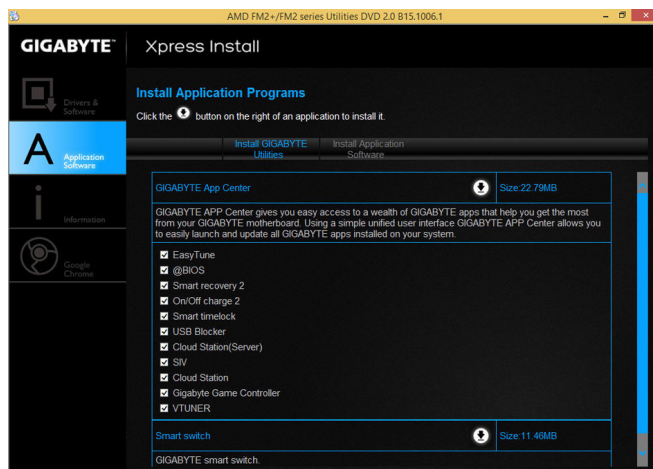 AMD FM2+/FM2 series Utilities DVD 2.0 B15.1006.1
GIGABYTE™
Xpress Install
Drivers &
Software
Application
Software
Information
Google
Chrome
Install Application Programs
Click the button on the right of an application to install it.
Install GIGABYTE
Utilities
Install Application
Software
GIGABYTE App Center
Size:22.79MB
GIGABYTE APP Center gives you easy access to a wealth of GIGABYTE apps that help you get the most
from your GIGABYTE motherboard. Using a simple unified user interface GIGABYTE APP Center allows you
to easily launch and update all GIGABYTE apps installed on your system.
EasyTune
@BIOS
Smart recovery 2
On/Off charge 2
Smart timelock
USB Blocker
Cloud Station(Server)
SIV
Cloud Station
Gigabyte Game Controller
VTUNER
Smart switch
Size:11.46MB
GIGABYTE smart switch.